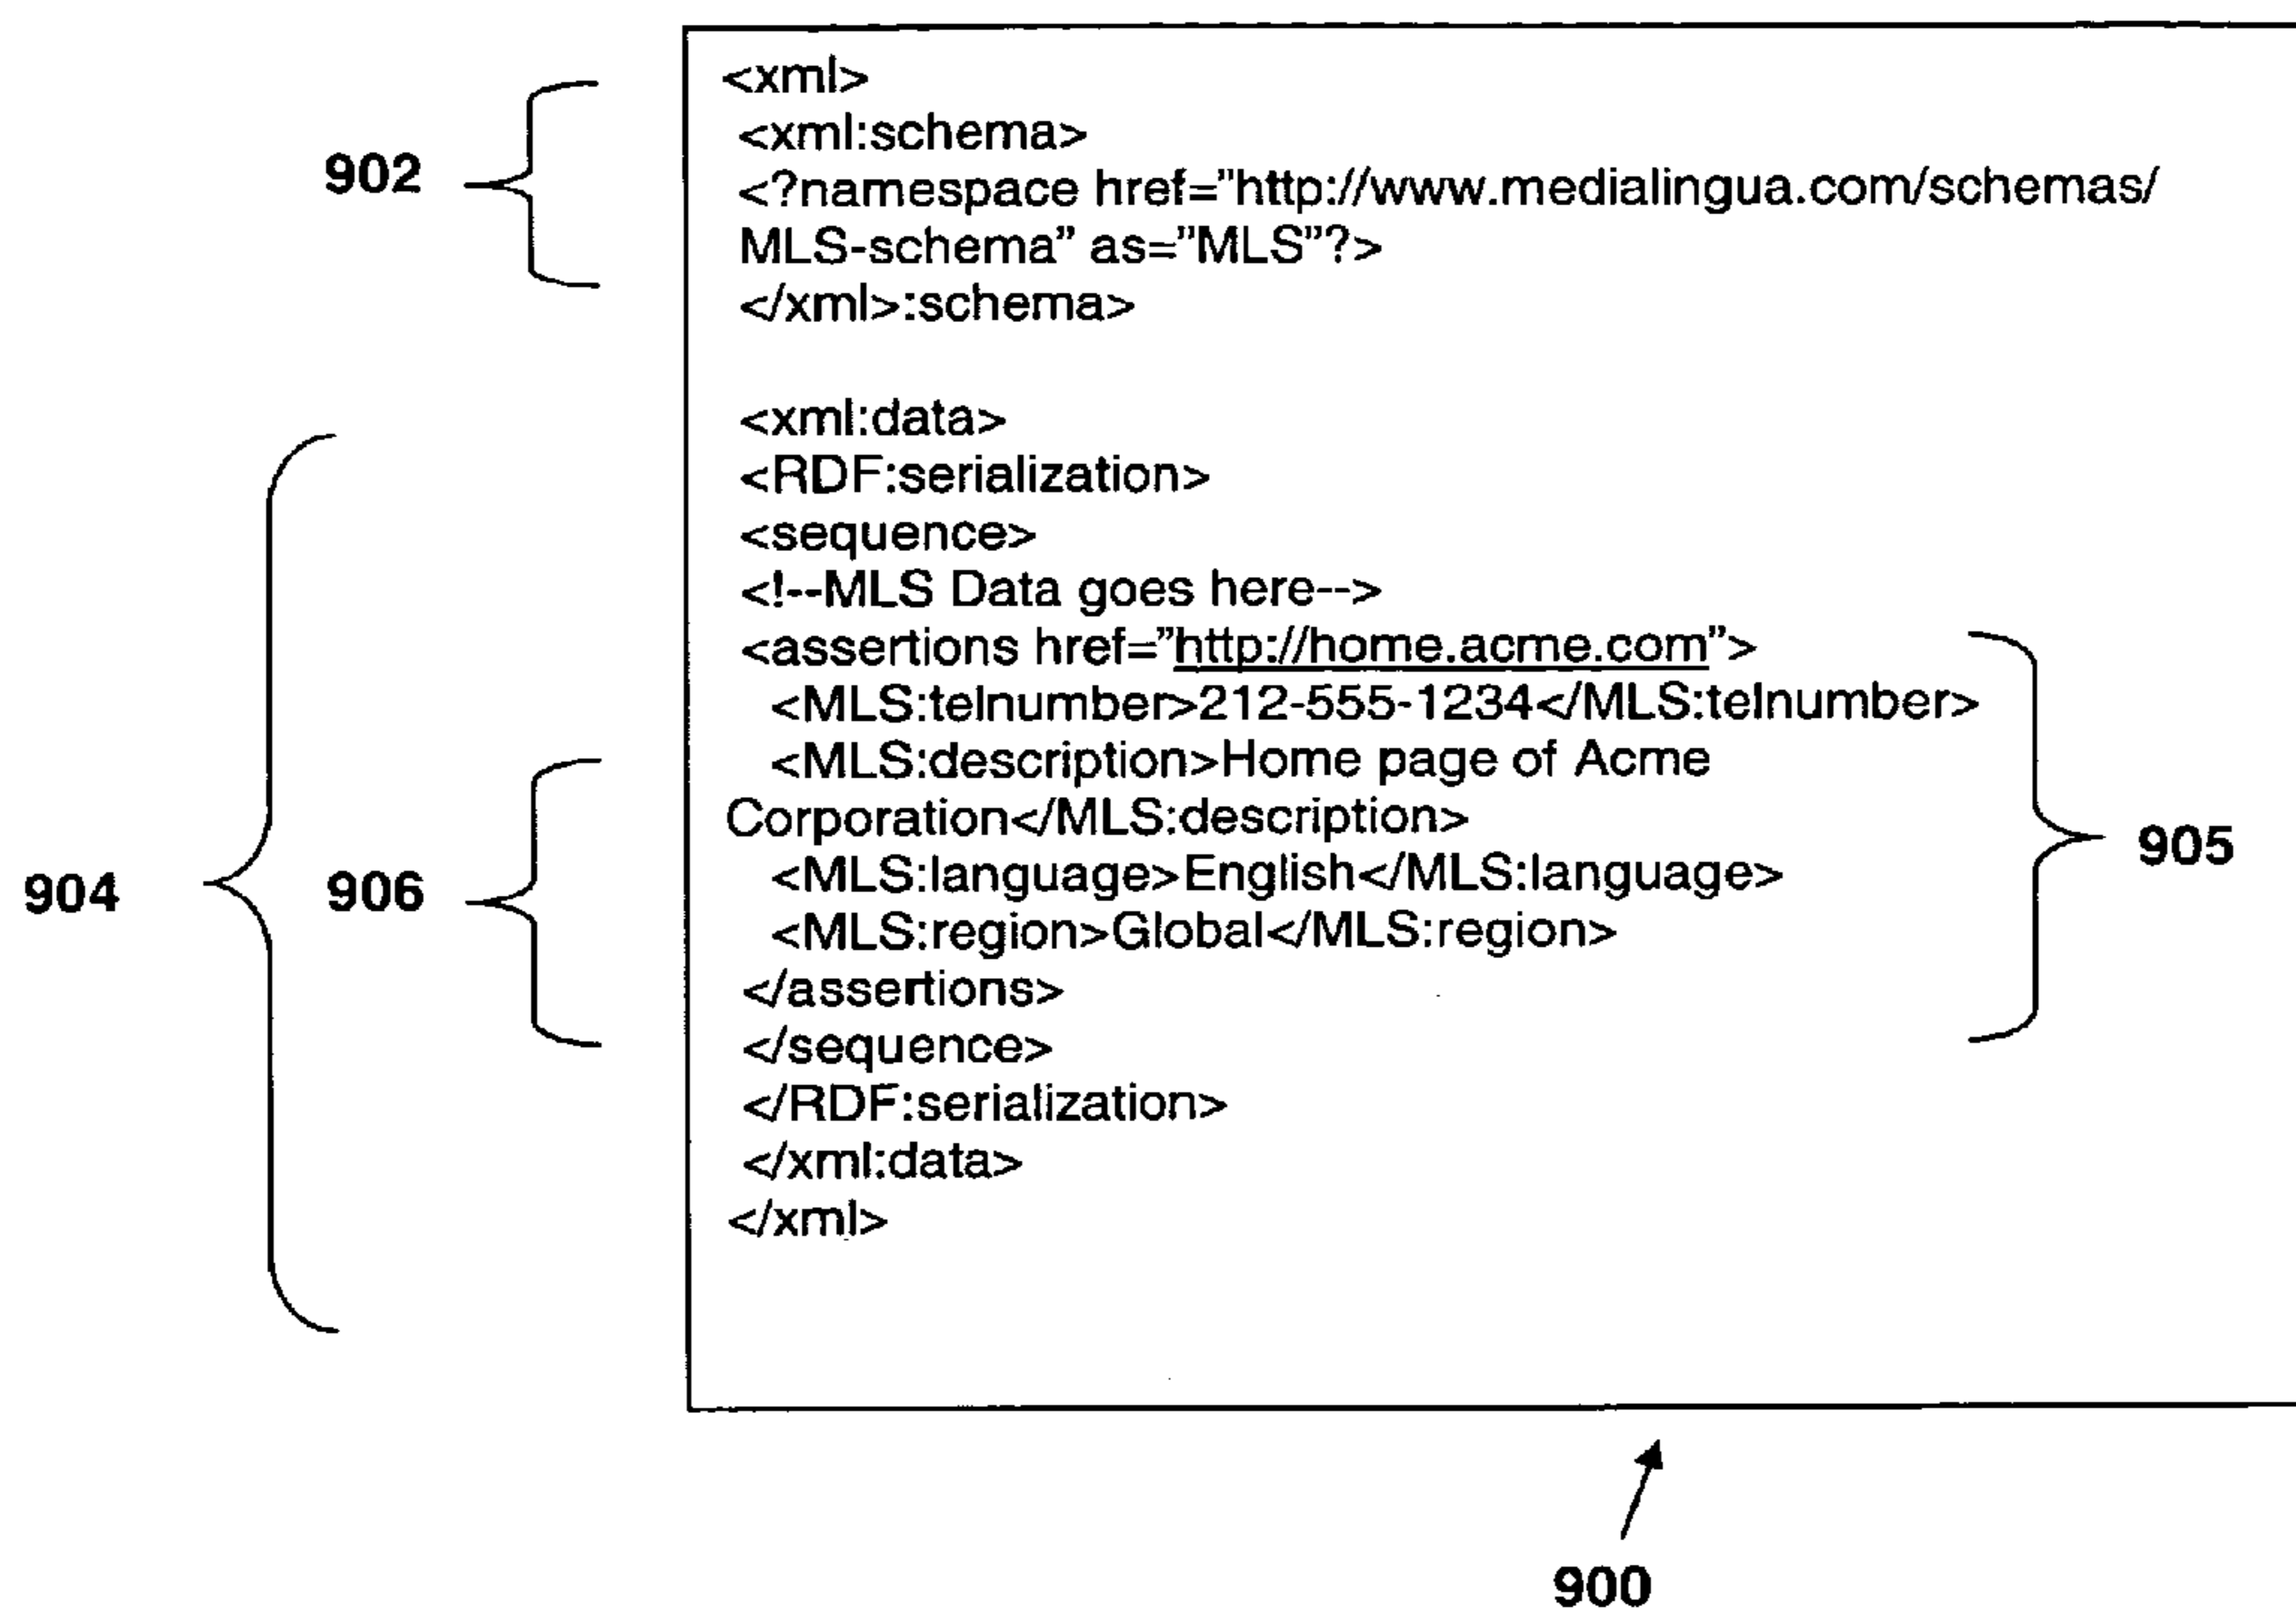 <xml>
<xml:schema>
902
<?namespace href="http://www.medialingua.com/schemas/
MLS-schema" as="MLS"?>
</xml>:schema>
<xml:data>
<RDF:serialization>
<sequence>
<!--MLS Data goes here-->
<assertions href="http://home.acme.com">
<MLS:telnumber>212-555-1234</MLS:telnumber>
<MLS:description>Home page of Acme
Corporation</MLS:description>
905
<MLS:language>English</MLS:language>
904
906
<MLS:region>Global</MLS:region>
</assertions>
</sequence>
</RDF:serialization>
</xml:data>
</xml>
900